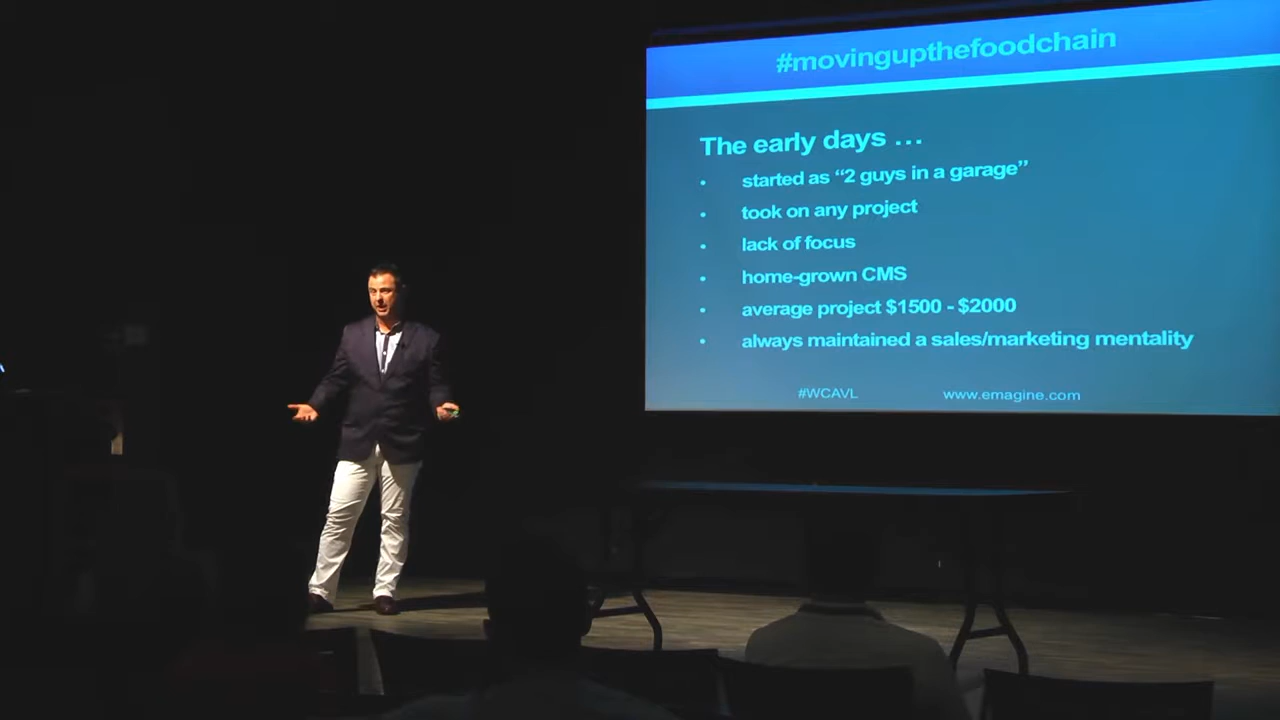 #movingupthefoodchain
The early days …
• started as “2 guys in a garage”
• took on any project
• lack of focus
• home-grown CMS
• average project $1500 - $2000
• always maintained a sales/marketing mentality
#WCAVL www.emagine.com